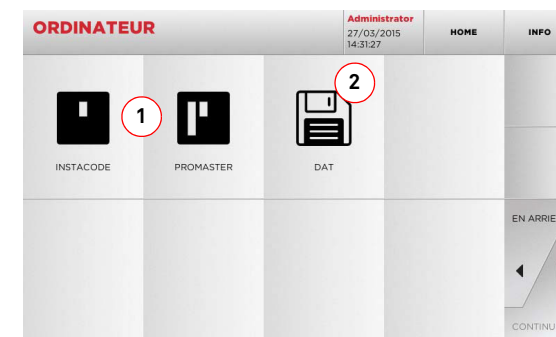 ORDINATEUR
Administrator
27/03/2015
14:31:27
HOME
INFO
1
2
INSTACODE
PROMASTER
DAT
EN ARRIE
CONTINU